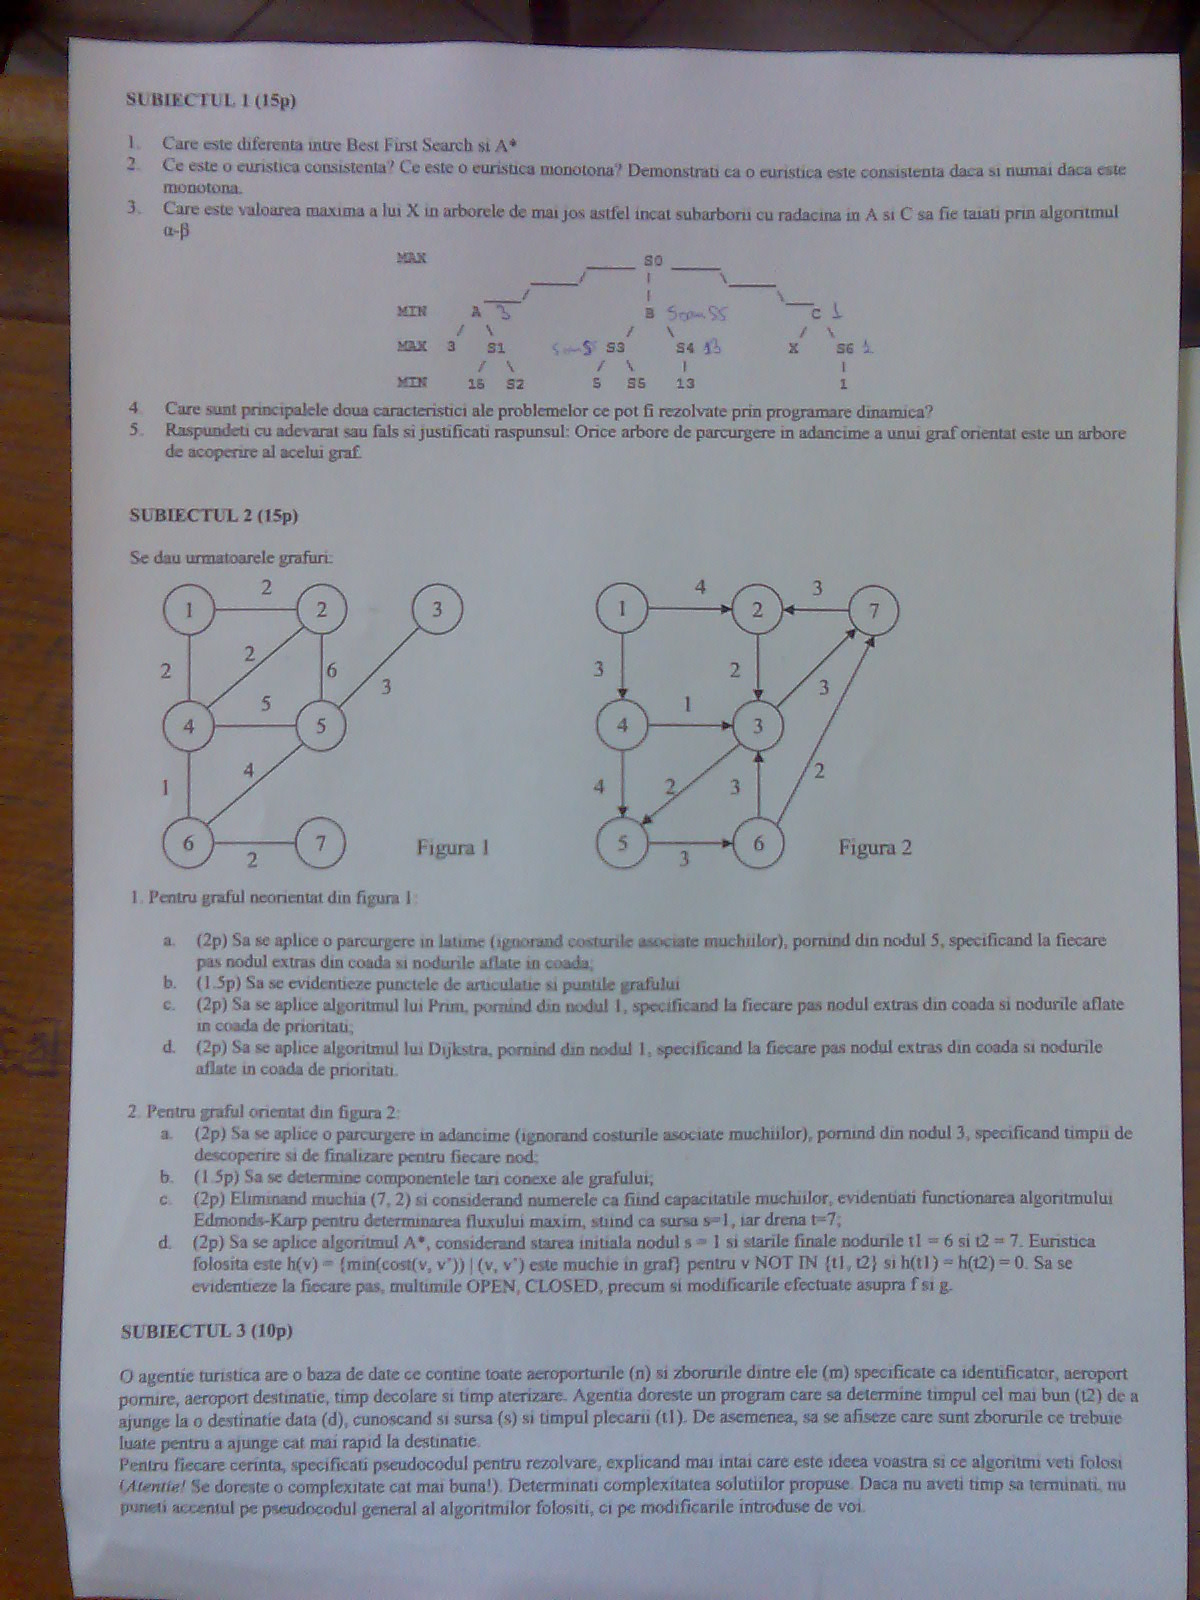 SUBIECTUL 1 (15p)
1. Care este diferenta intre Best First Search si A*
2. Ce este o euristica consistenta? Ce este o euristica monotona? Demonstrati ca o euristica este consistenta daca si numai daca este
monotona.
3. Care este valoarea maxima a lui X in arborele de mai jos astfel incat subarborii cu radacina in A si C sa fie taiati prin algoritmul
α-β
MAX S0
MIN A 3 B 5 sau S5 C 1
MAX 3 S1 5 sau S5 S3 S4 13 X S6 1
MIN 16 S2 5 S5 13 1
4. Care sunt principalele doua caracteristici ale problemelor ce pot fi rezolvate prin programare dinamica?
5. Raspundeti cu adevarat sau fals si justificati raspunsul: Orice arbore de parcurgere in adancime a unui graf orientat este un arbore
de acoperire al acelui graf.
SUBIECTUL 2 (15p)
Se dau urmatoarele grafuri:
1 2 2 3
2 2 6 3
4 5 5
1 4
6 2 7
Figura 1
1 4 2 3 7
3 2 3
4 1 3
4 2 3 2
5 3 6
Figura 2
1. Pentru graful neorientat din figura 1:
a. (2p) Sa se aplice o parcurgere in latime (ignorand costurile asociate muchiilor), pornind din nodul 5, specificand la fiecare
pas nodul extras din coada si nodurile aflate in coada;
b. (1.5p) Sa se evidentieze punctele de articulatie si puntile grafului
c. (2p) Sa se aplice algoritmul lui Prim, pornind din nodul 1, specificand la fiecare pas nodul extras din coada si nodurile aflate
in coada de prioritati;
d. (2p) Sa se aplice algoritmul lui Dijkstra, pornind din nodul 1, specificand la fiecare pas nodul extras din coada si nodurile
aflate in coada de prioritati.
2. Pentru graful orientat din figura 2:
a. (2p) Sa se aplice o parcurgere in adancime (ignorand costurile asociate muchiilor), pornind din nodul 3, specificand timpii de
descoperire si de finalizare pentru fiecare nod;
b. (1.5p) Sa se determine componentele tari conexe ale grafului;
c. (2p) Eliminand muchia (7, 2) si considerand numerele ca fiind capacitatile muchiilor, evidentiati functionarea algoritmului
Edmonds-Karp pentru determinarea fluxului maxim, stiind ca sursa s=1, iar drena t=7;
d. (2p) Sa se aplice algoritmul A*, considerand starea initiala nodul s = 1 si starile finale nodurile t1 = 6 si t2 = 7. Euristica
folosita este h(v) = {min(cost(v, v')) | (v, v') este muchie in graf} pentru v NOT IN {t1, t2} si h(t1) = h(t2) = 0. Sa se
evidentieze la fiecare pas, multimile OPEN, CLOSED, precum si modificarile efectuate asupra f si g.
SUBIECTUL 3 (10p)
O agentie turistica are o baza de date ce contine toate aeroporturile (n) si zborurile dintre ele (m) specificate ca identificator, aeroport
pornire, aeroport destinatie, timp decolare si timp aterizare. Agentia doreste un program care sa determine timpul cel mai bun (t2) de a
ajunge la o destinatie data (d), cunoscand si sursa (s) si timpul plecarii (t1). De asemenea, sa se afiseze care sunt zborurile ce trebuie
luate pentru a ajunge cat mai rapid la destinatie.
Pentru fiecare cerinta, specificati pseudocodul pentru rezolvare, explicand mai intai care este ideea voastra si ce algoritmi veti folosi
(Atentie! Se doreste o complexitate cat mai buna!). Determinati complexitatea solutiilor propuse. Daca nu aveti timp sa terminati, nu
puneti accentul pe pseudocodul general al algoritmilor folositi, ci pe modificarile introduse de voi.